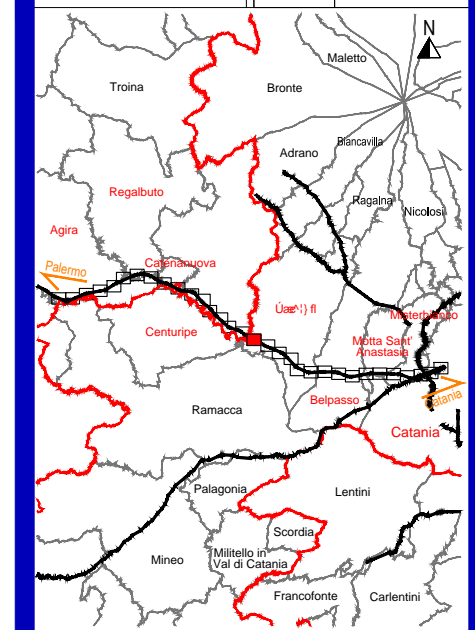 N
Maletto
Troina
Bronte
Biancavilla
Adrano
Regalbuto
Ragalna
Nicolosi
Agira
Catenanuova
Palermo
Misterbianco
Centuripe
Motta Sant'
Anastasia
Belpasso
Catania
Ramacca
Catania
Palagonia
Lentini
Scordia
Mineo
Militello in
Val di Catania
Francofonte
Carlentini